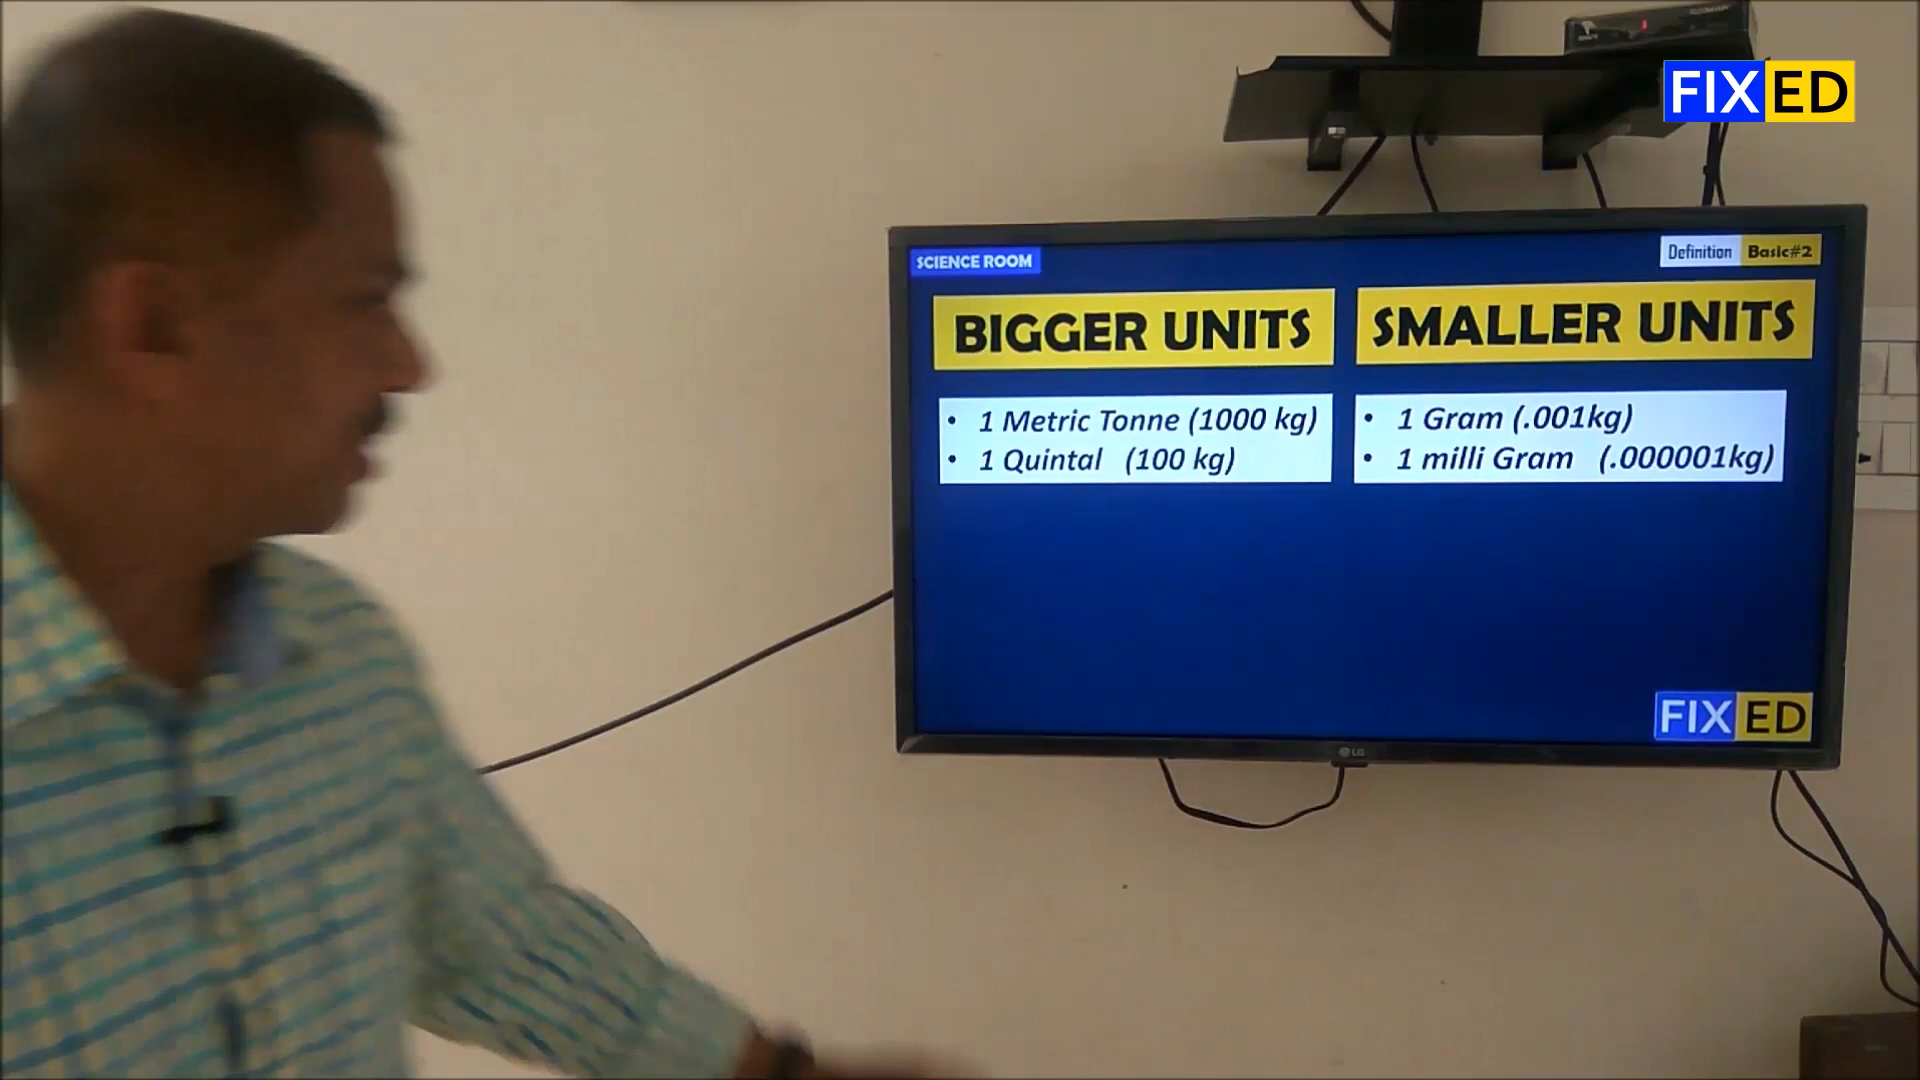 FIXED
SCIENCE ROOM
Definition Basic#2
BIGGER UNITS
SMALLER UNITS
• 1 Metric Tonne (1000 kg)
• 1 Quintal (100 kg)
• 1 Gram (.001kg)
• 1 milli Gram (.000001kg)
FIXED
LG